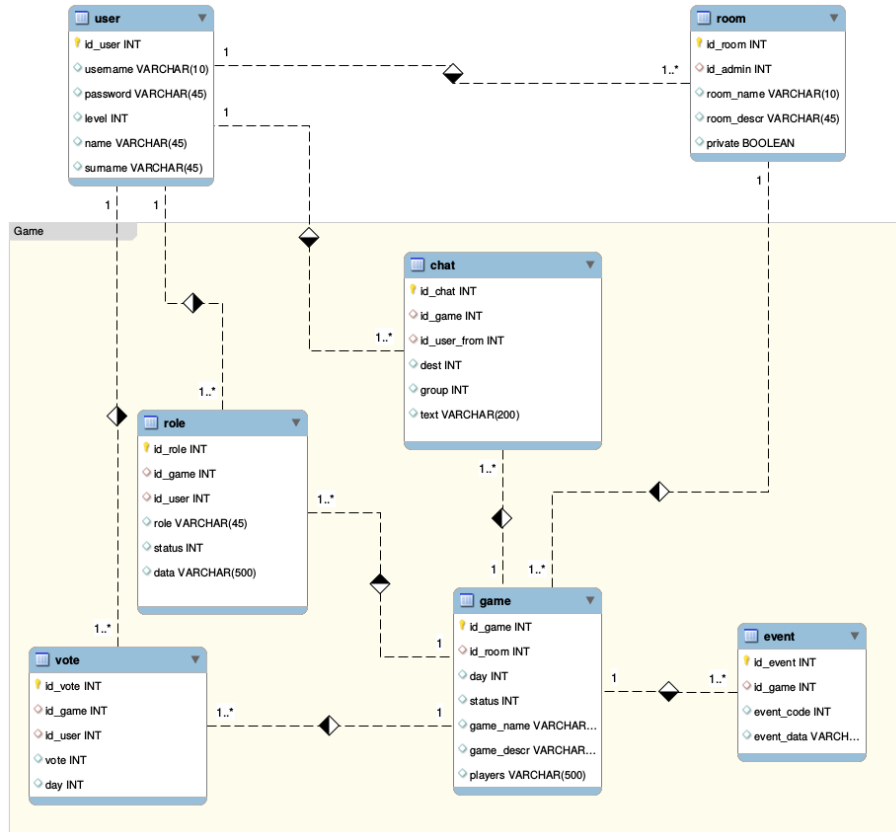 user
id_user INT
username VARCHAR(10)
password VARCHAR(45)
level INT
name VARCHAR(45)
surname VARCHAR(45)
room
id_room INT
id_admin INT
room_name VARCHAR(10)
room_descr VARCHAR(45)
private BOOLEAN
1
1..*
1
1
1
1
Game
chat
id_chat INT
id_game INT
id_user_from INT
dest INT
group INT
text VARCHAR(200)
1..*
1..*
role
id_role INT
id_game INT
id_user INT
role VARCHAR(45)
status INT
data VARCHAR(500)
1..*
1..*
1
1..*
game
id_game INT
id_room INT
day INT
status INT
game_name VARCHAR...
game_descr VARCHAR...
players VARCHAR(500)
1..*
1
vote
id_vote INT
id_game INT
id_user INT
vote INT
day INT
1..*
1
1
1..*
event
id_event INT
id_game INT
event_code INT
event_data VARCH...